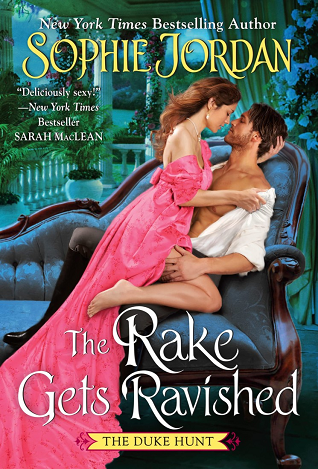 New York Times Bestselling Author
SOPHIE JORDAN
"Deliciously sexy!"
—New York Times
Bestseller
SARAH MACLEAN
The Rake
Gets Ravished
THE DUKE HUNT